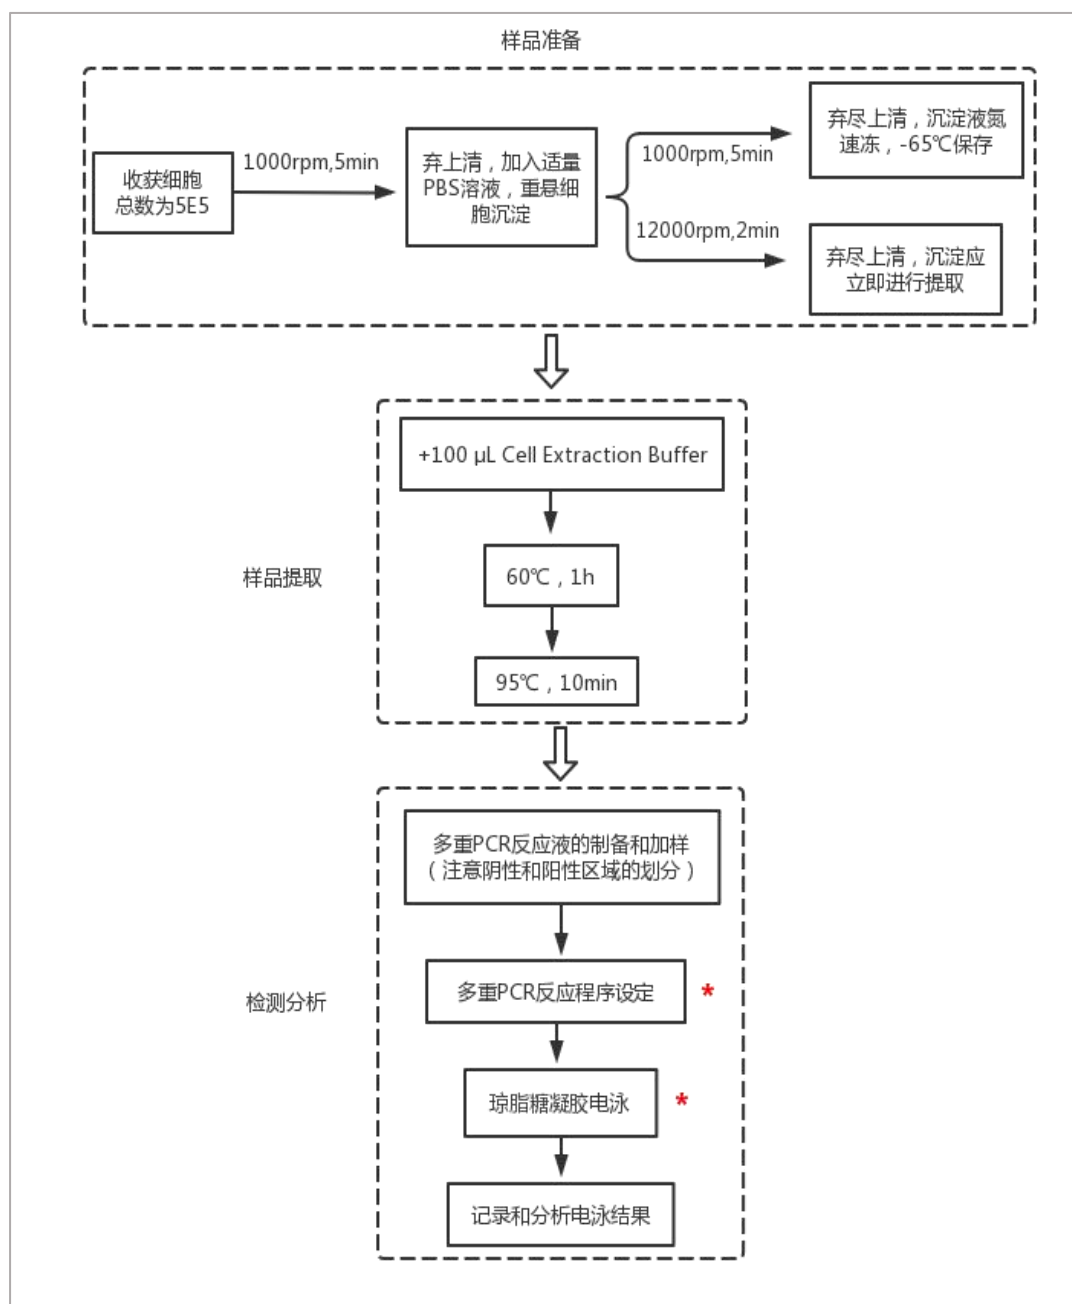 样品准备
收获细胞
总数为5E5
1000rpm,5min
弃上清，加入适量
PBS溶液，重悬细
胞沉淀
1000rpm,5min
弃尽上清，沉淀液氮
速冻，-65℃保存
12000rpm,2min
弃尽上清，沉淀应
立即进行提取
样品提取
+100 μL Cell Extraction Buffer
60℃，1h
95℃，10min
检测分析
多重PCR反应液的制备和加样
（注意阴性和阳性区域的划分）
多重PCR反应程序设定 *
琼脂糖凝胶电泳 *
记录和分析电泳结果